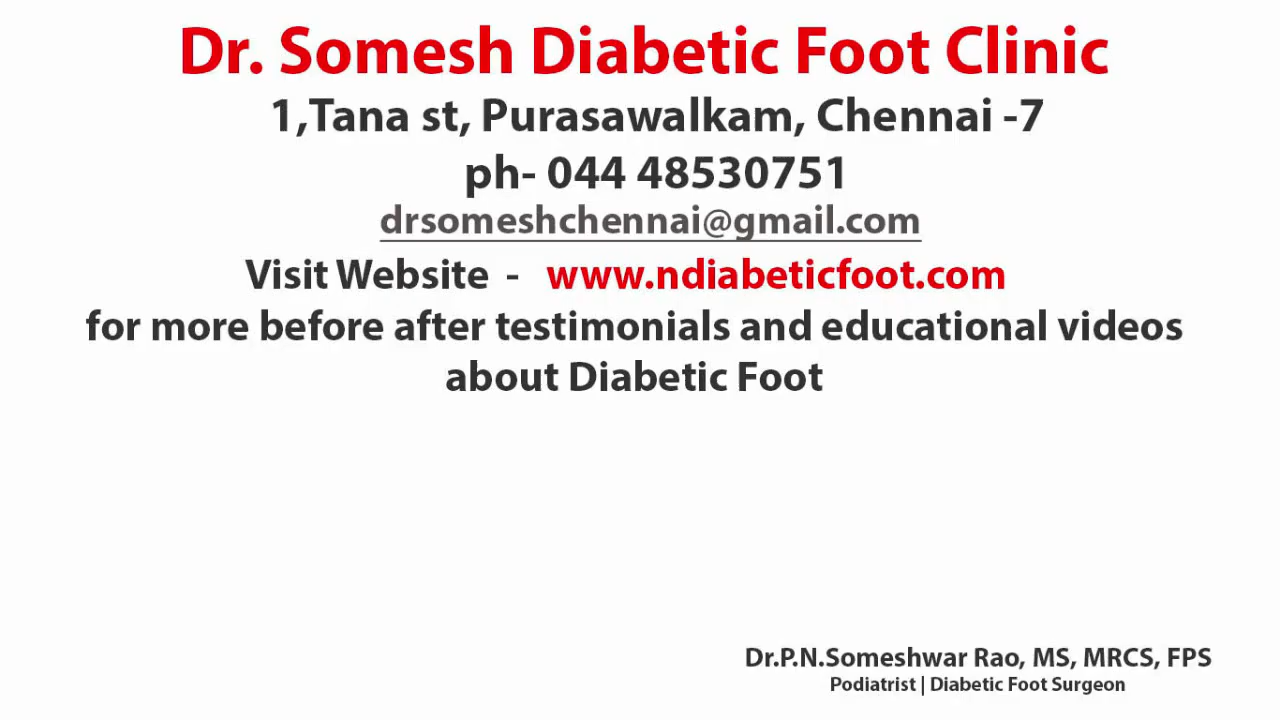 Dr. Somesh Diabetic Foot Clinic
1,Tana st, Purasawalkam, Chennai -7
ph- 044 48530751
drsomeshchennai@gmail.com
Visit Website - www.ndiabeticfoot.com
for more before after testimonials and educational videos
about Diabetic Foot
Dr.P.N.Someshwar Rao, MS, MRCS, FPS
Podiatrist | Diabetic Foot Surgeon